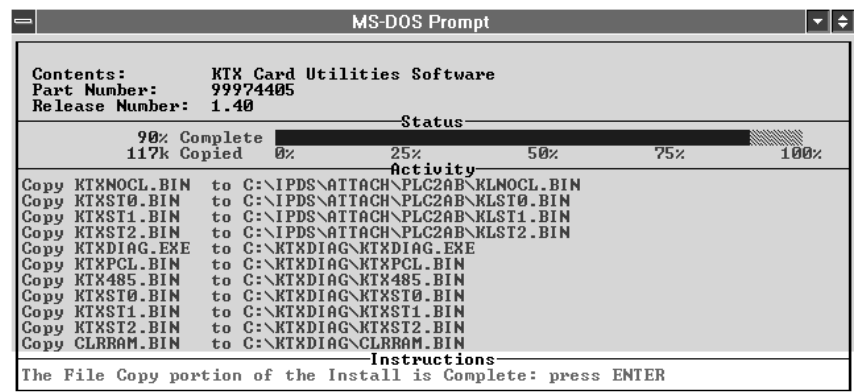 MS-DOS Prompt
Contents: KTX Card Utilities Software
Part Number: 99974405
Release Number: 1.40
Status
90% Complete
117k Copied 0% 25% 50% 75% 100%
Activity
Copy KTXNOCL.BIN to C:\IPDS\ATTACH\PLC2AB\KLNOCL.BIN
Copy KTXST0.BIN to C:\IPDS\ATTACH\PLC2AB\KLST0.BIN
Copy KTXST1.BIN to C:\IPDS\ATTACH\PLC2AB\KLST1.BIN
Copy KTXST2.BIN to C:\IPDS\ATTACH\PLC2AB\KLST2.BIN
Copy KTXDIAG.EXE to C:\KTXDIAG\KTXDIAG.EXE
Copy KTXPCL.BIN to C:\KTXDIAG\KTXPCL.BIN
Copy KTX485.BIN to C:\KTXDIAG\KTX485.BIN
Copy KTXST0.BIN to C:\KTXDIAG\KTXST0.BIN
Copy KTXST1.BIN to C:\KTXDIAG\KTXST1.BIN
Copy KTXST2.BIN to C:\KTXDIAG\KTXST2.BIN
Copy CLRRAM.BIN to C:\KTXDIAG\CLRRAM.BIN
Instructions
The File Copy portion of the Install is Complete: press ENTER